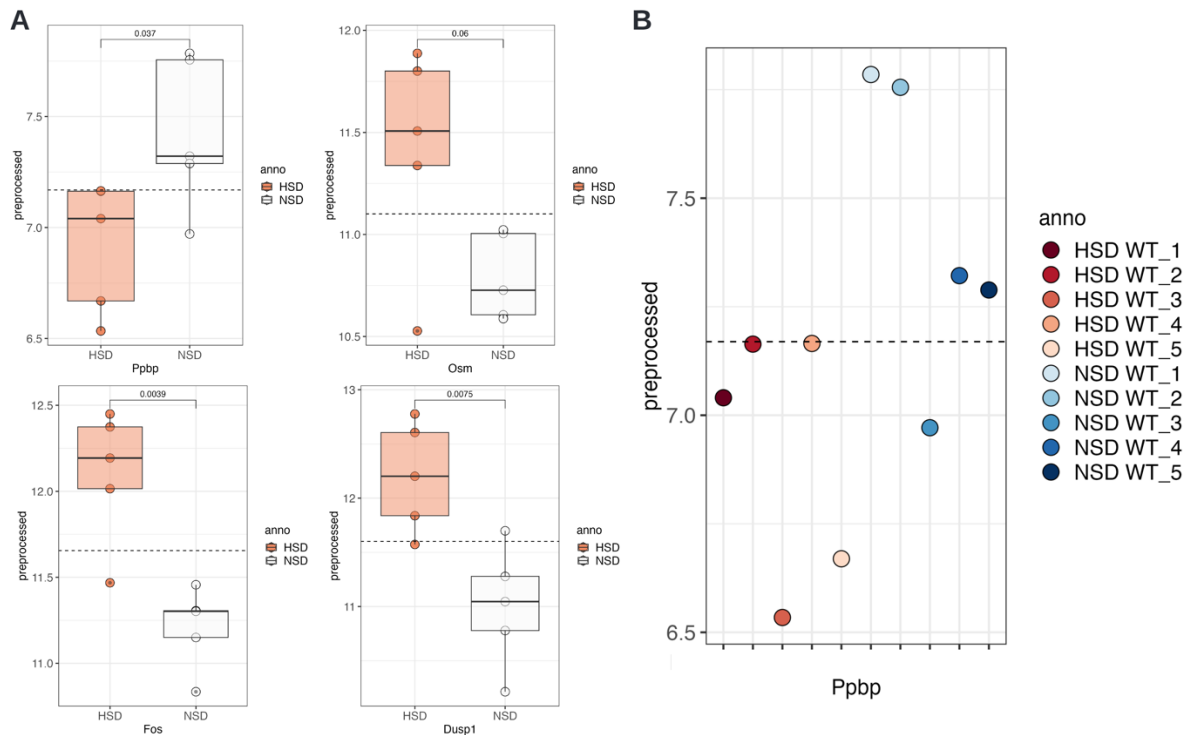 A
0.037
7.5
7.0
6.5
preprocessed
HSD
NSD
Ppbp
anno
HSD
NSD
0.06
12.0
11.5
11.0
10.5
preprocessed
HSD
NSD
Osm
anno
HSD
NSD
0.0039
12.5
12.0
11.5
11.0
preprocessed
HSD
NSD
Fos
anno
HSD
NSD
0.0075
13
12
11
preprocessed
HSD
NSD
Dusp1
anno
HSD
NSD
B
7.5
7.0
6.5
preprocessed
Ppbp
anno
HSD WT_1
HSD WT_2
HSD WT_3
HSD WT_4
HSD WT_5
NSD WT_1
NSD WT_2
NSD WT_3
NSD WT_4
NSD WT_5